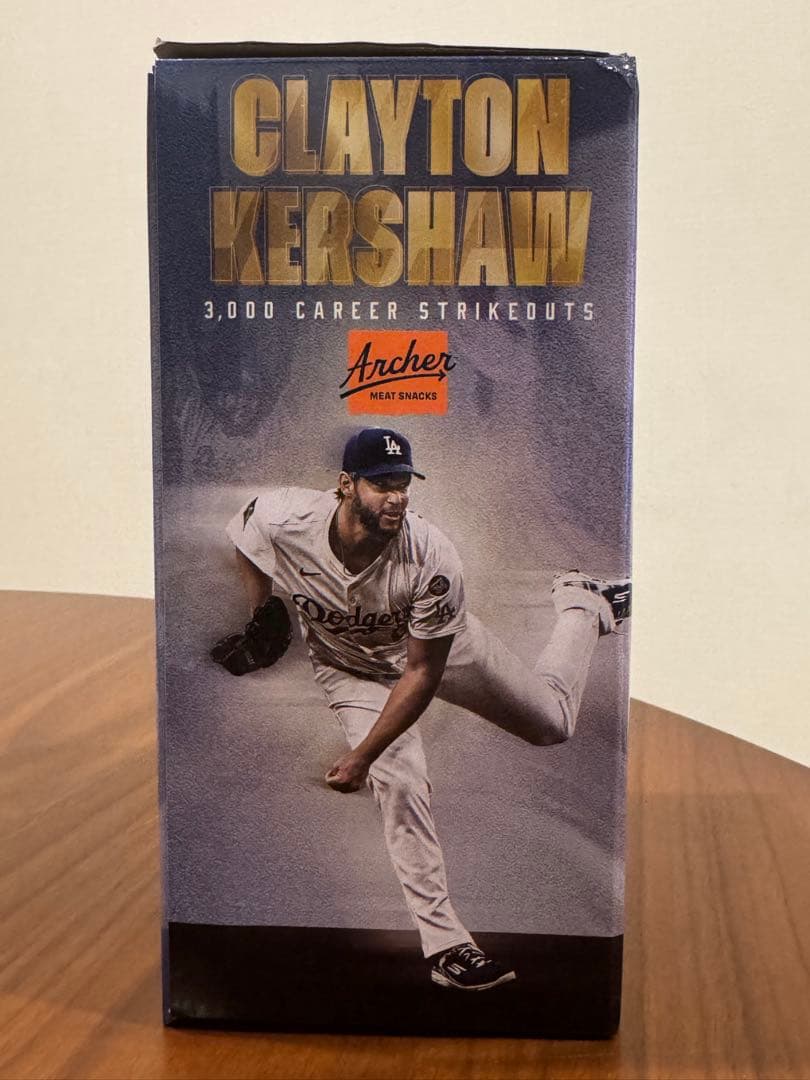 CLAYTON
KERSHAW
3,000 CAREER STRIKEOUTS
Archer
MEAT SNACKS
LA
Dodgers
LA